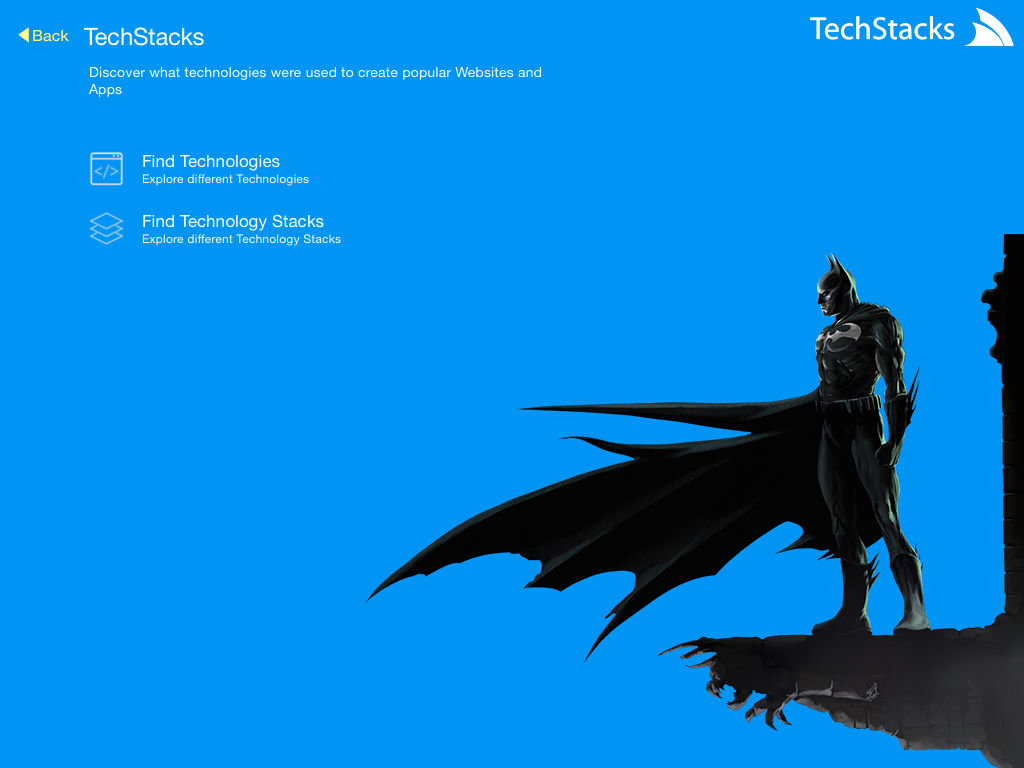 Back
TechStacks
TechStacks
Discover what technologies were used to create popular Websites and
Apps
</>
Find Technologies
Explore different Technologies
Find Technology Stacks
Explore different Technology Stacks